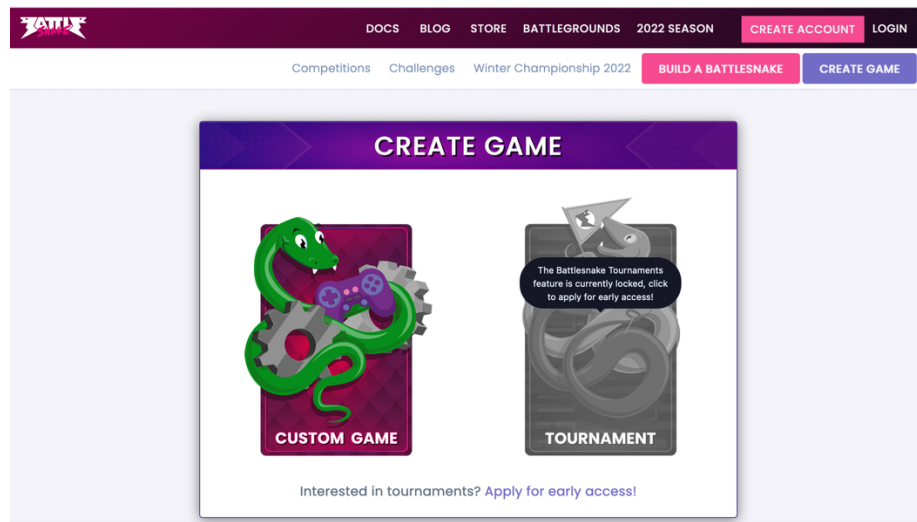 BATTLE
SNAKE
DOCS BLOG STORE BATTLEGROUNDS 2022 SEASON CREATE ACCOUNT LOGIN
Competitions Challenges Winter Championship 2022 BUILD A BATTLESNAKE CREATE GAME
CREATE GAME
The Battlesnake Tournaments
feature is currently locked, click
to apply for early access!
CUSTOM GAME
TOURNAMENT
Interested in tournaments? Apply for early access!